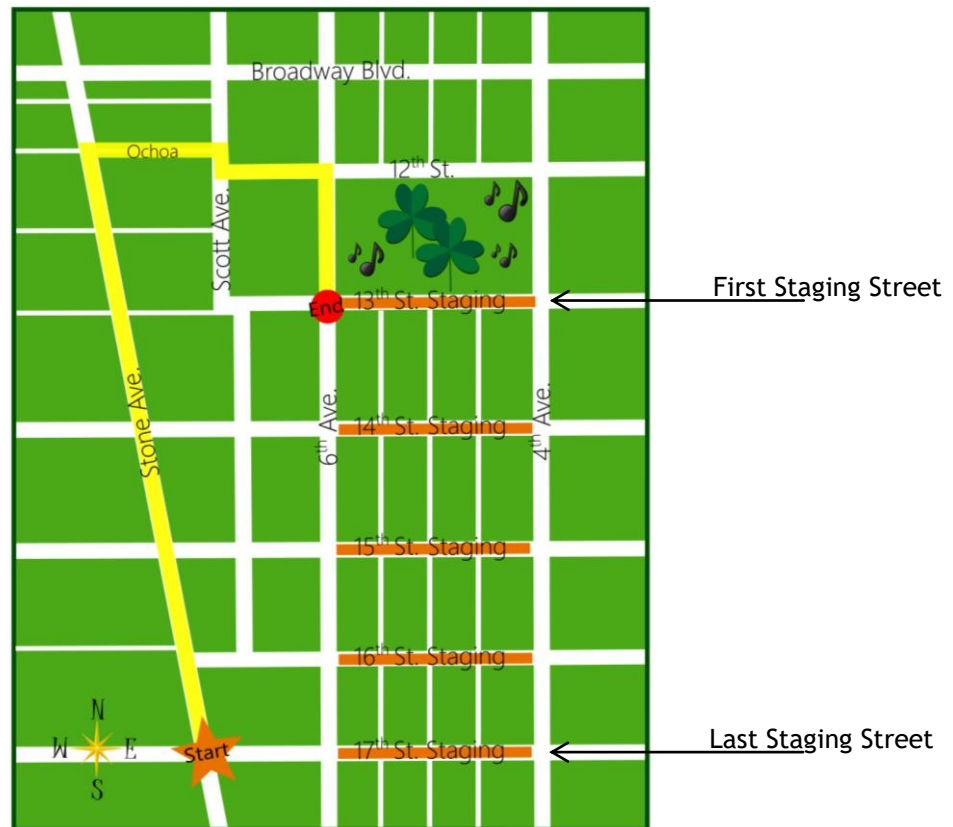 Broadway Blvd.
Ochoa
12th St.
Scott Ave.
First Staging Street
End
13th St. Staging
Stone Ave.
6th Ave.
14th St. Staging
4th Ave.
15th St. Staging
16th St. Staging
N
W E
S
Start
17th St. Staging
Last Staging Street